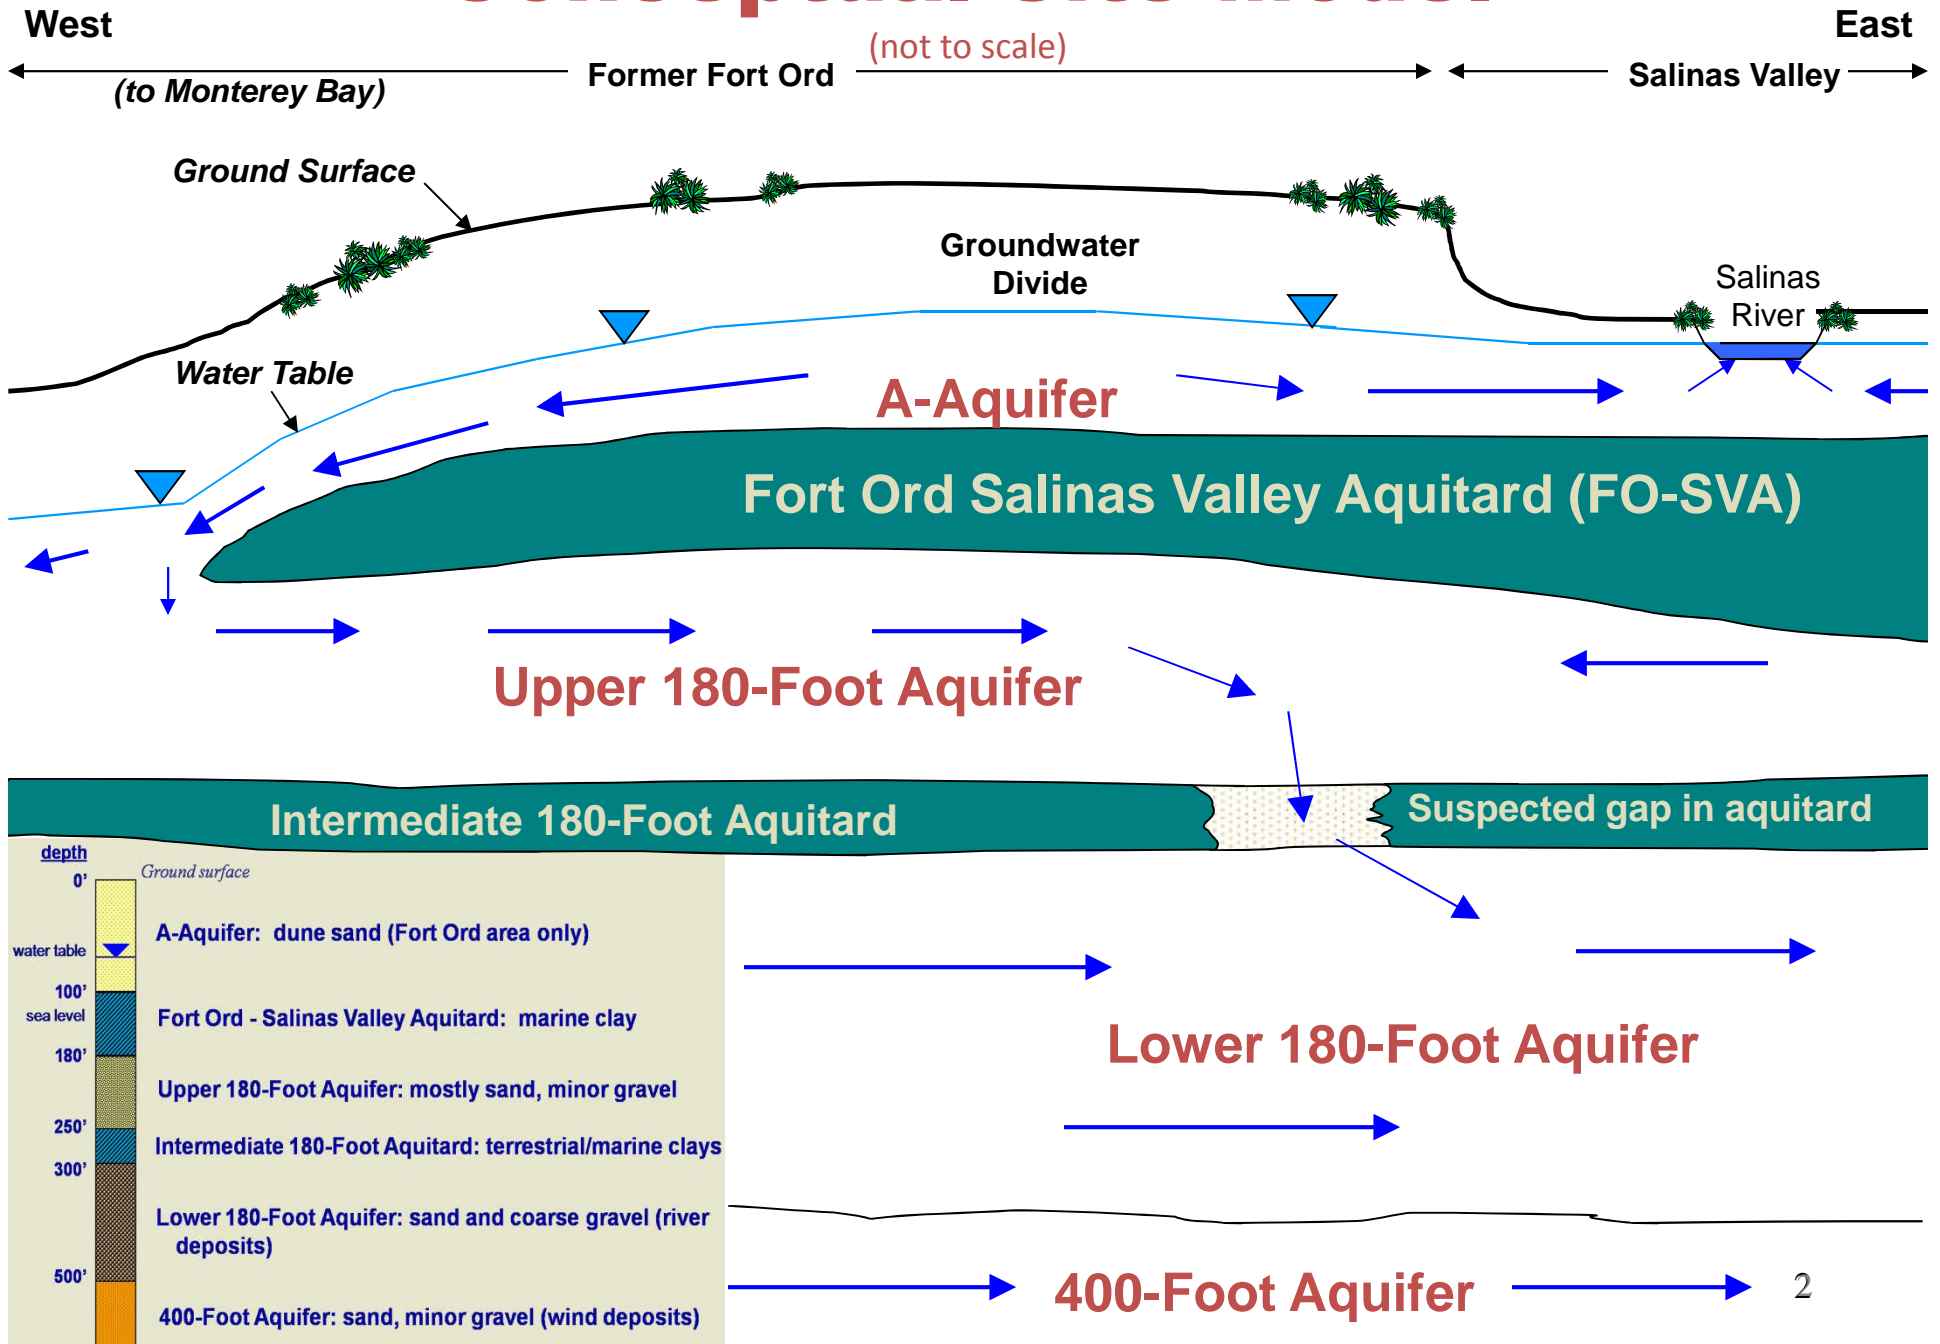 West
East
(not to scale)
(to Monterey Bay)
Former Fort Ord
Salinas Valley
Ground Surface
Groundwater
Divide
Salinas
River
Water Table
A-Aquifer
Fort Ord Salinas Valley Aquitard (FO-SVA)
Upper 180-Foot Aquifer
Intermediate 180-Foot Aquitard
Suspected gap in aquitard
depth
0'
Ground surface
A-Aquifer: dune sand (Fort Ord area only)
water table
100'
sea level
Fort Ord - Salinas Valley Aquitard: marine clay
180'
Upper 180-Foot Aquifer: mostly sand, minor gravel
250'
Intermediate 180-Foot Aquitard: terrestrial/marine clays
300'
Lower 180-Foot Aquifer: sand and coarse gravel (river
deposits)
500'
400-Foot Aquifer: sand, minor gravel (wind deposits)
Lower 180-Foot Aquifer
400-Foot Aquifer
2